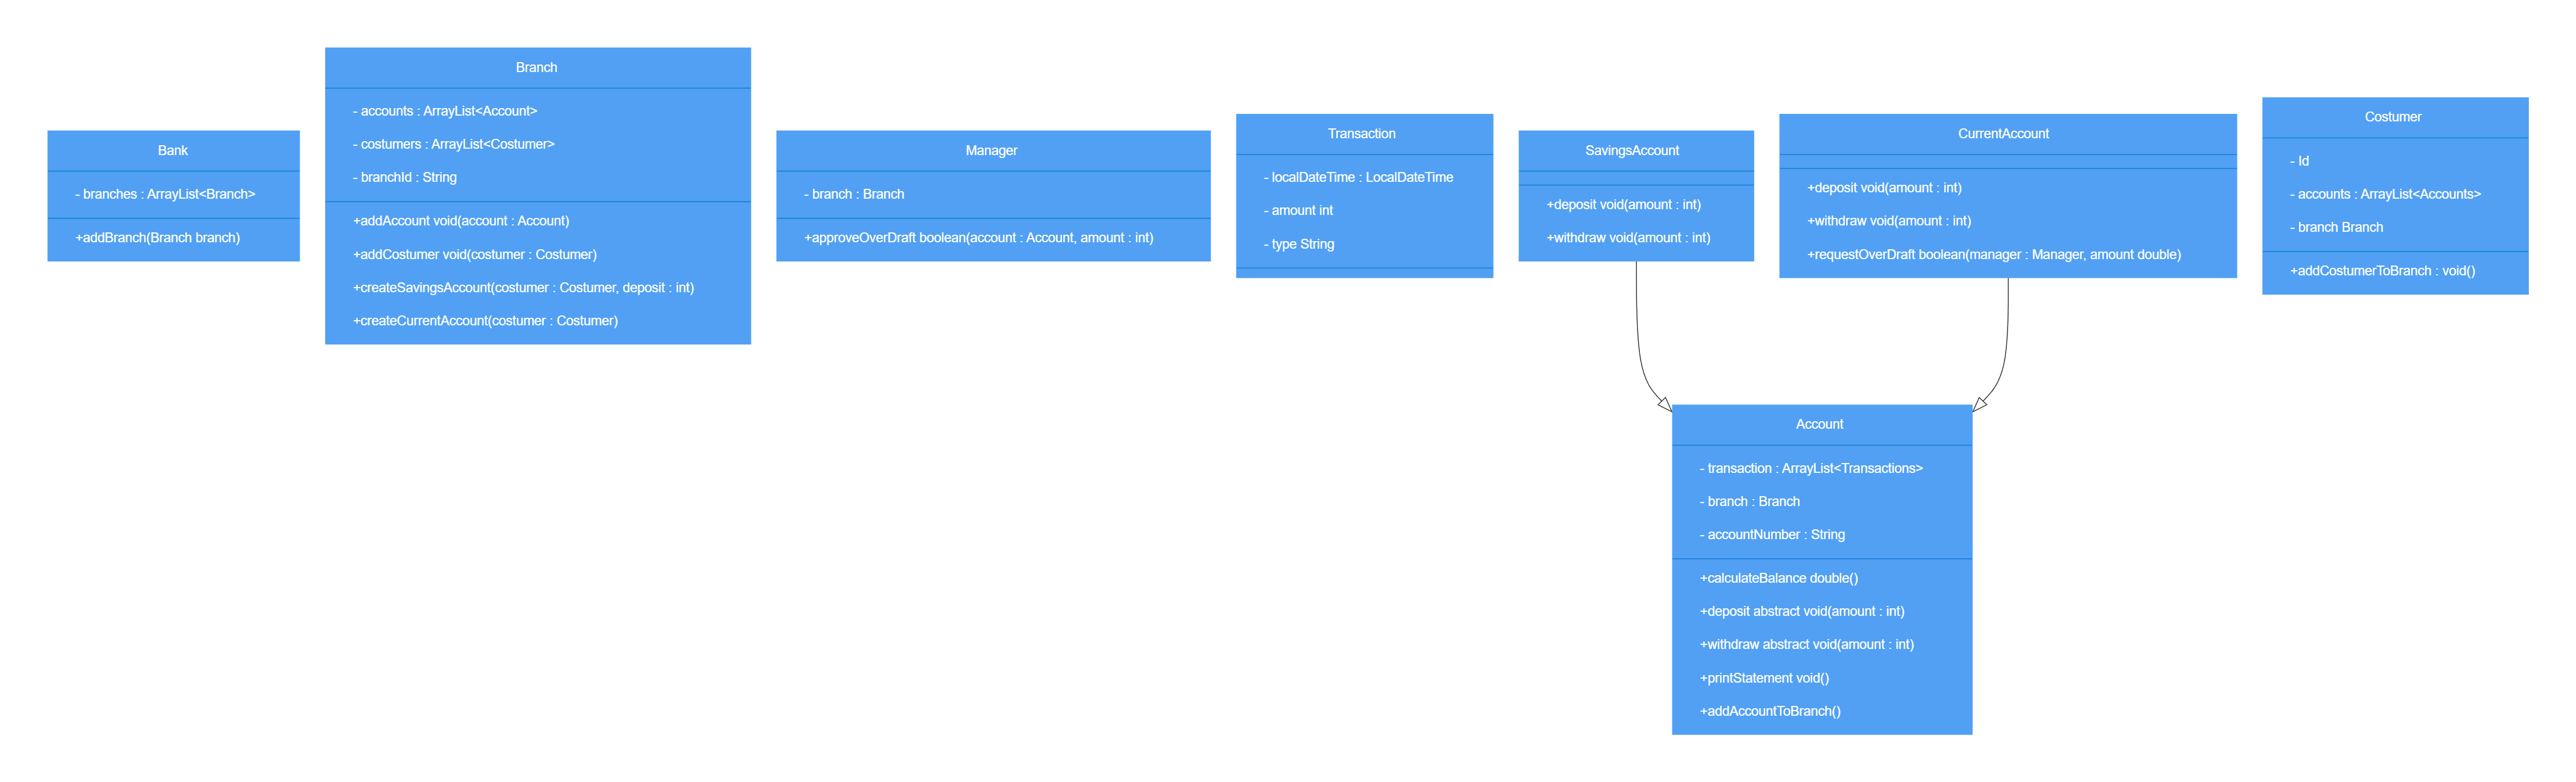 Bank
- branches : ArrayList<Branch>
+addBranch(Branch branch)
Branch
- accounts : ArrayList<Account>
- costumers : ArrayList<Costumer>
- branchId : String
+addAccount void(account : Account)
+addCostumer void(costumer : Costumer)
+createSavingsAccount(costumer : Costumer, deposit : int)
+createCurrentAccount(costumer : Costumer)
Manager
- branch : Branch
+approveOverDraft boolean(account : Account, amount : int)
Transaction
- localDateTime : LocalDateTime
- amount int
- type String
SavingsAccount
+deposit void(amount : int)
+withdraw void(amount : int)
CurrentAccount
+deposit void(amount : int)
+withdraw void(amount : int)
+requestOverDraft boolean(manager : Manager, amount double)
Costumer
- Id
- accounts : ArrayList<Accounts>
- branch Branch
+addCostumerToBranch : void()
Account
- transaction : ArrayList<Transactions>
- branch : Branch
- accountNumber : String
+calculateBalance double()
+deposit abstract void(amount : int)
+withdraw abstract void(amount : int)
+printStatement void()
+addAccountToBranch()